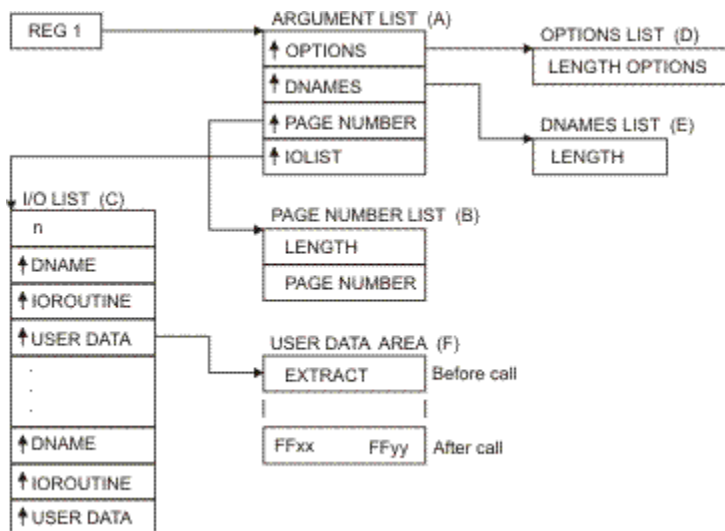 REG 1
ARGUMENT LIST (A)
OPTIONS
DNAMES
PAGE NUMBER
IOLIST
OPTIONS LIST (D)
LENGTH OPTIONS
DNAMES LIST (E)
LENGTH
I/O LIST (C)
n
DNAME
IOROUTINE
USER DATA
.
.
.
DNAME
IOROUTINE
USER DATA
PAGE NUMBER LIST (B)
LENGTH
PAGE NUMBER
USER DATA AREA (F)
EXTRACT Before call
FFxx FFyy After call